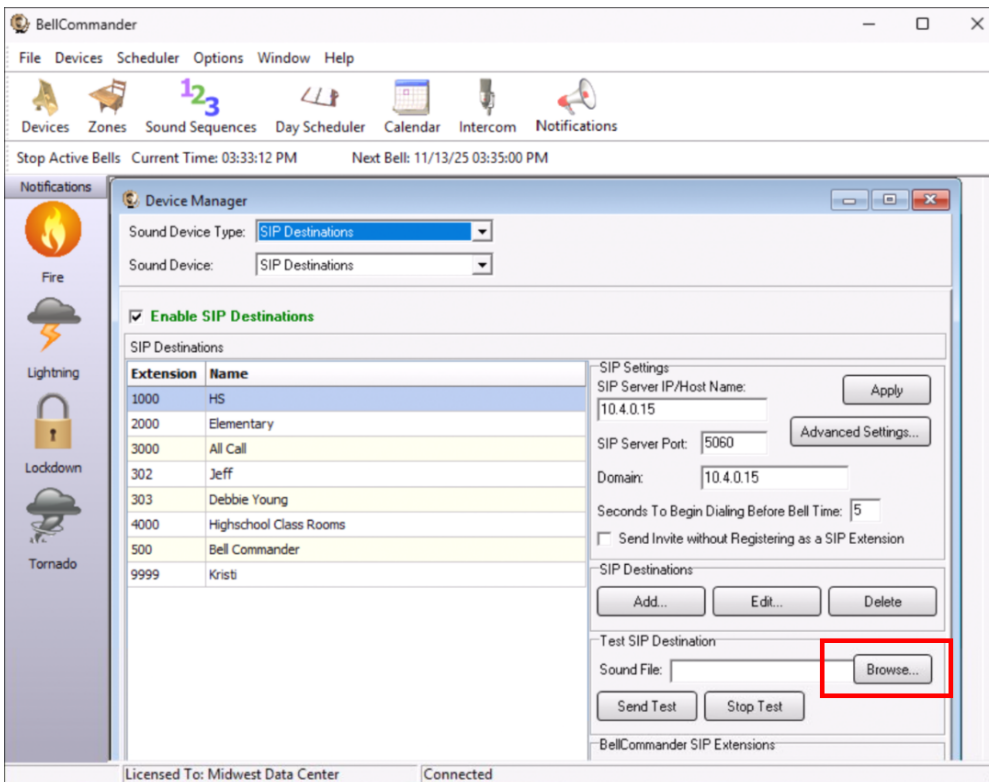 BellCommander
File Devices Scheduler Options Window Help
123
Devices Zones Sound Sequences Day Scheduler Calendar Intercom Notifications
Stop Active Bells Current Time: 03:33:12 PM Next Bell: 11/13/25 03:35:00 PM
Notifications
Fire
Lightning
Lockdown
Tornado
Device Manager
Sound Device Type: SIP Destinations
Sound Device: SIP Destinations
Enable SIP Destinations
SIP Destinations
Extension Name
1000 HS
2000 Elementary
3000 All Call
302 Jeff
303 Debbie Young
4000 Highschool Class Rooms
500 Bell Commander
9999 Kristi
SIP Settings
SIP Server IP/Host Name:
Apply
10.4.0.15
Advanced Settings...
SIP Server Port: 5060
Domain: 10.4.0.15
Seconds To Begin Dialing Before Bell Time: 5
Send Invite without Registering as a SIP Extension
SIP Destinations
Add... Edit... Delete
Test SIP Destination
Sound File: Browse...
Send Test Stop Test
BellCommander SIP Extensions
Licensed To: Midwest Data Center Connected